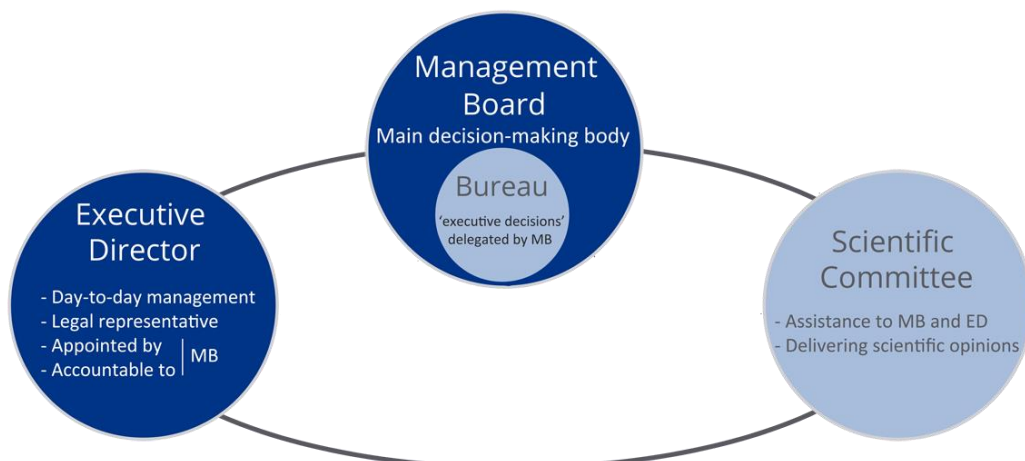 Management
Board
Main decision-making body
Bureau
‘executive decisions’
delegated by MB
Executive
Director
- Day-to-day management
- Legal representative
- Appointed by
- Accountable to
MB
Scientific
Committee
- Assistance to MB and ED
- Delivering scientific opinions